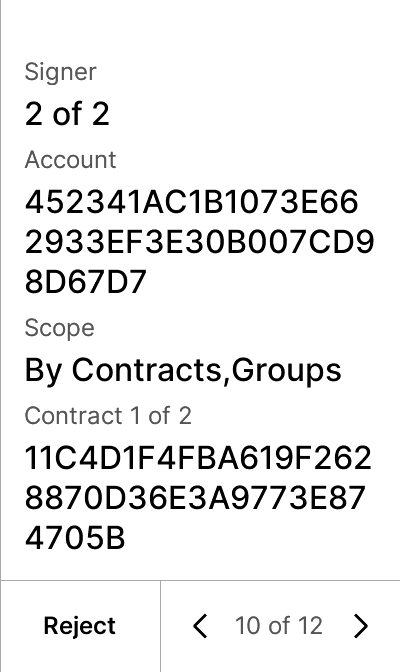 Signer
2 of 2
Account
452341AC1B1073E66
2933EF3E30B007CD9
8D67D7
Scope
By Contracts,Groups
Contract 1 of 2
11C4D1F4FBA619F262
8870D36E3A9773E87
4705B
Reject
10 of 12